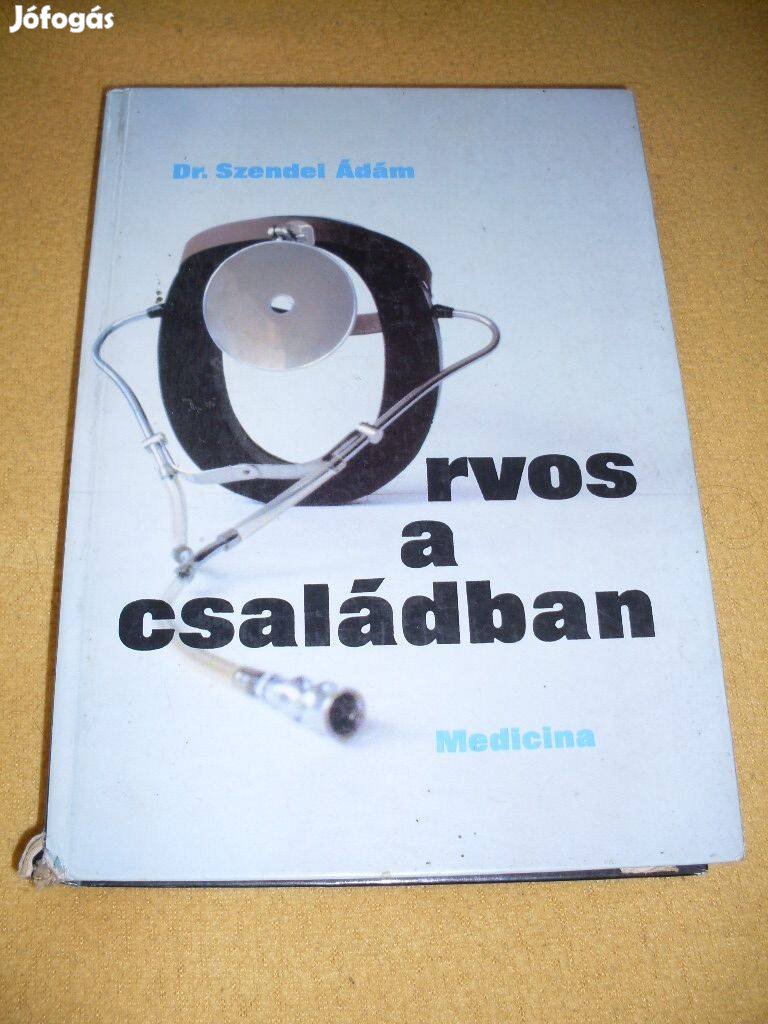 Jófogás
Dr. Szendei Ádám
Orvos
a
családban
Medicina